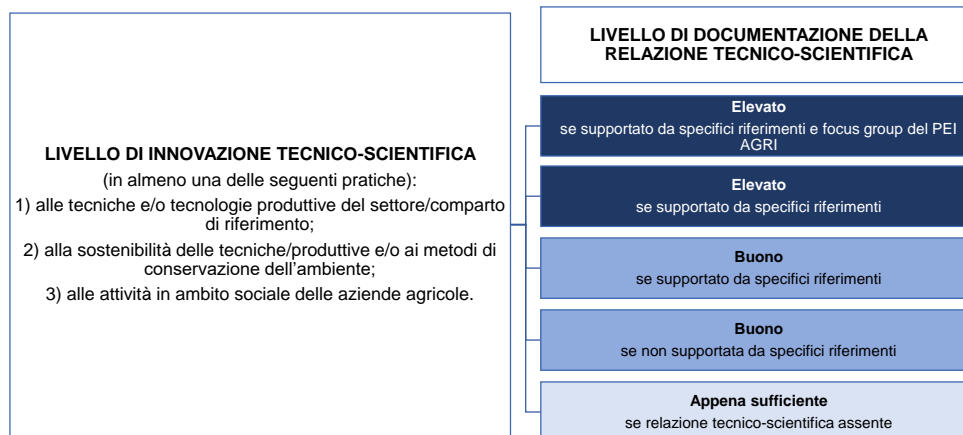 LIVELLO DI INNOVAZIONE TECNICO-SCIENTIFICA
(in almeno una delle seguenti pratiche):
1) alle tecniche e/o tecnologie produttive del settore/comparto
di riferimento;
2) alla sostenibilità delle tecniche/produttive e/o ai metodi di
conservazione dell'ambiente;
3) alle attività in ambito sociale delle aziende agricole.
LIVELLO DI DOCUMENTAZIONE DELLA
RELAZIONE TECNICO-SCIENTIFICA
Elevato
se supportato da specifici riferimenti e focus group del PEI
AGRI
Elevato
se supportato da specifici riferimenti
Buono
se supportato da specifici riferimenti
Buono
se non supportata da specifici riferimenti
Appena sufficiente
se relazione tecnico-scientifica assente